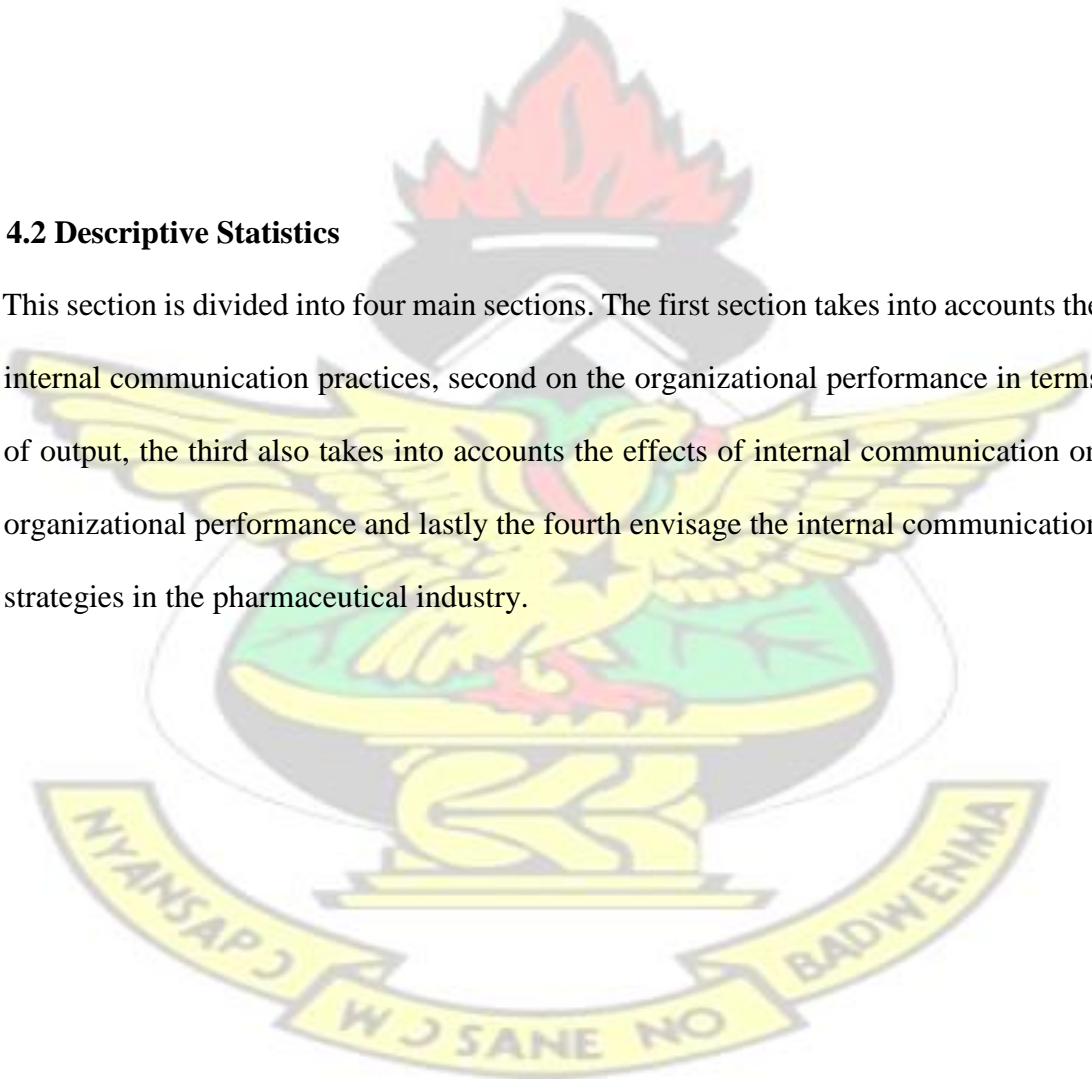 4.2 Descriptive Statistics
This section is divided into four main sections. The first section takes into accounts the
internal communication practices, second on the organizational performance in terms
of output, the third also takes into accounts the effects of internal communication on
organizational performance and lastly the fourth envisage the internal communication
strategies in the pharmaceutical industry.
NYANSAPƆ
WƆSANE NO
BADWENMA